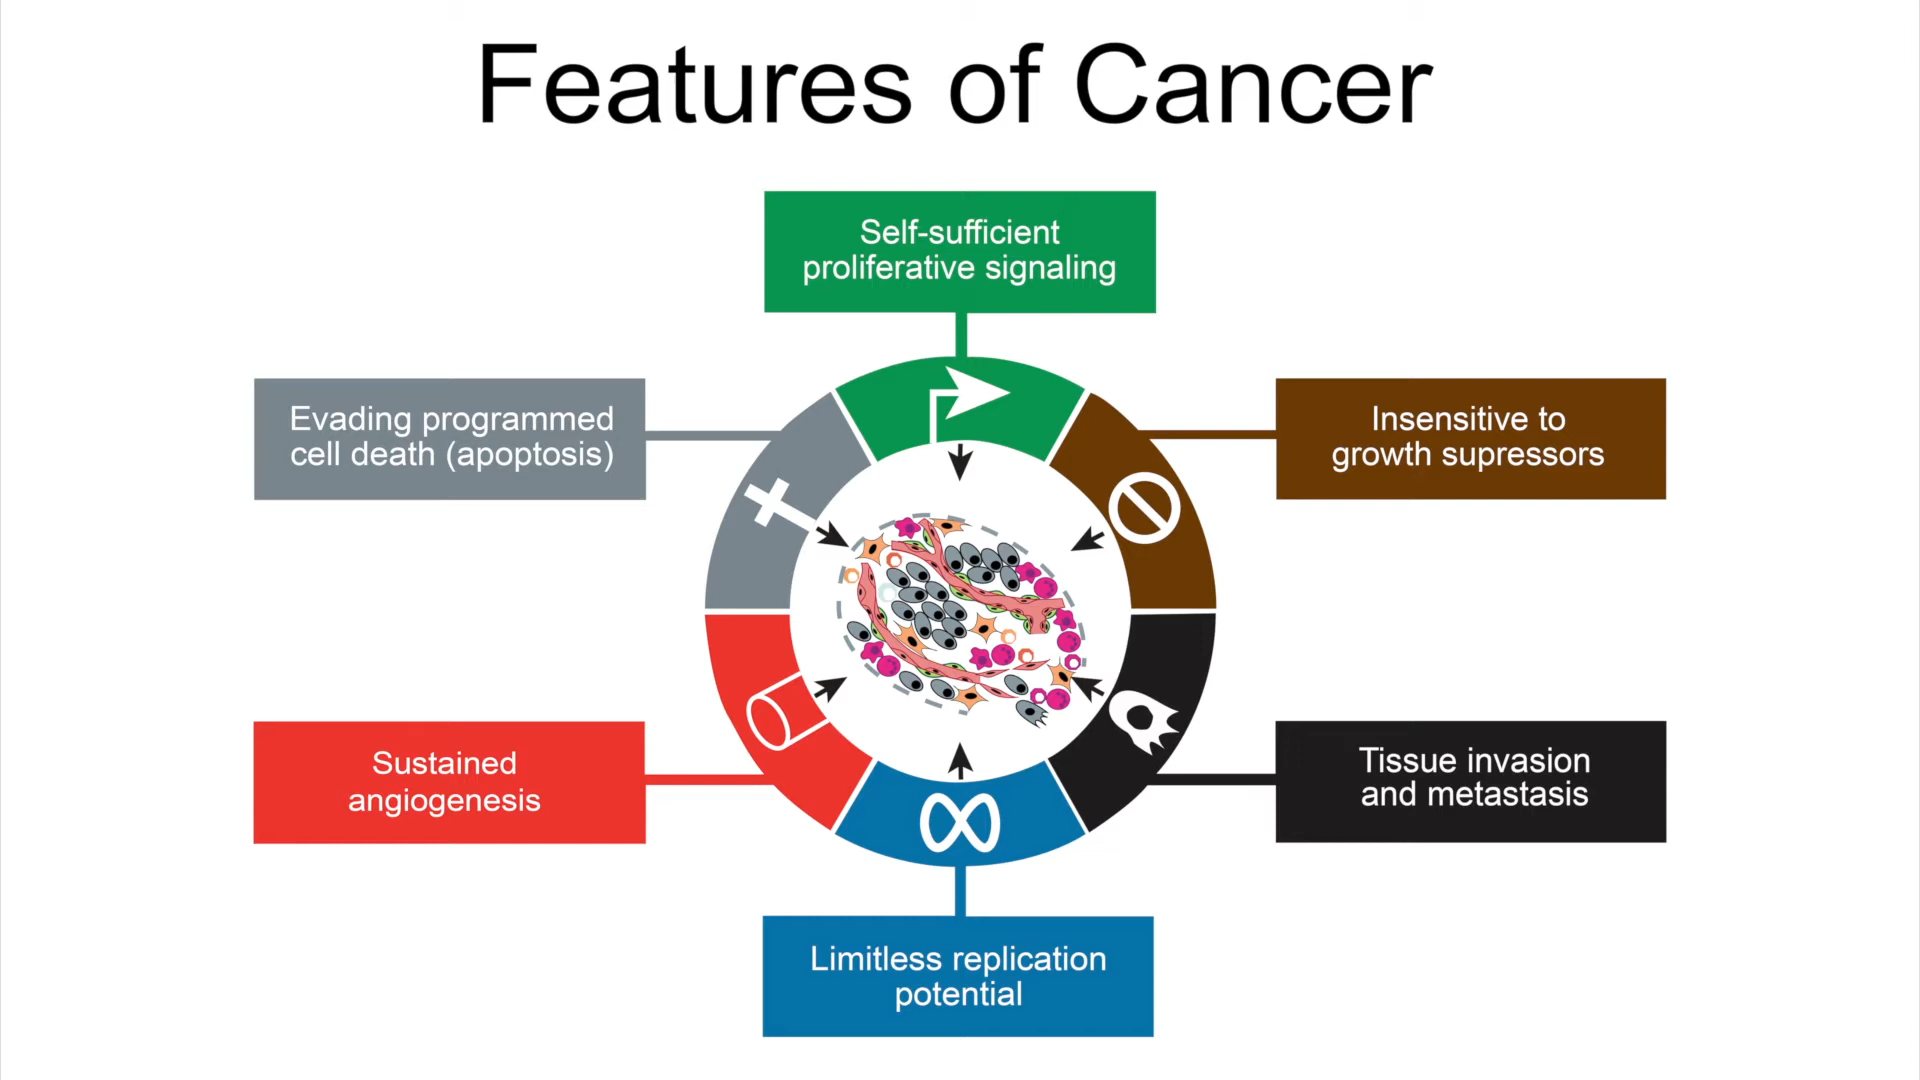 Features of Cancer
Self-sufficient
proliferative signaling
Evading programmed
cell death (apoptosis)
Insensitive to
growth supressors
Sustained
angiogenesis
Tissue invasion
and metastasis
Limitless replication
potential